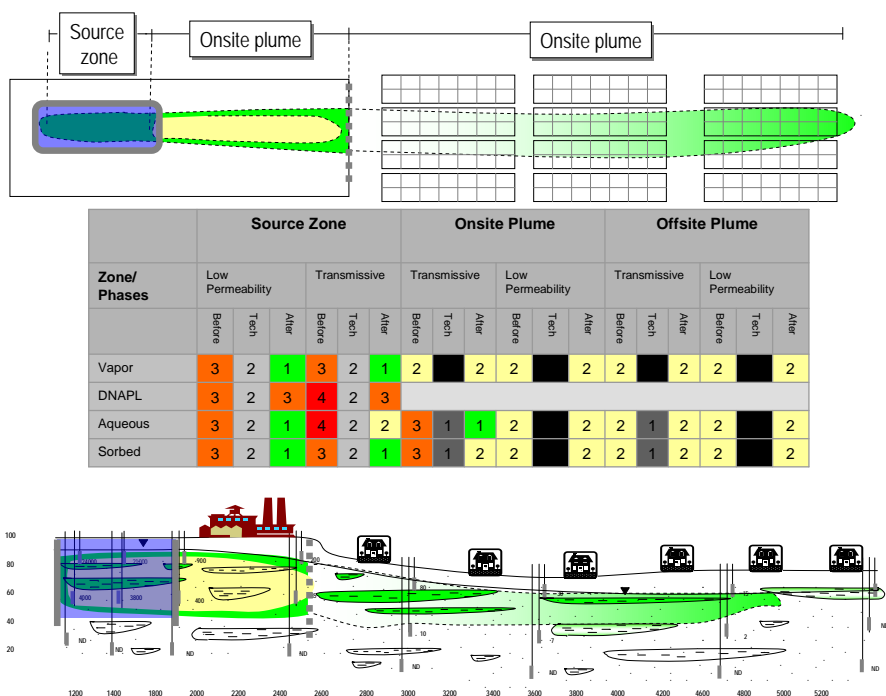 Source zone
Onsite plume
Onsite plume
Source Zone Onsite Plume Offsite Plume
Zone/ Phases Low Permeability Transmissive Transmissive Low Permeability Transmissive Low Permeability
Before Tech After Before Tech After Before Tech After Before Tech After Before Tech After Before Tech After
Vapor 3 2 1 3 2 1 2 2 2 2 2 2 2 2
DNAPL 3 2 3 4 2 3
Aqueous 3 2 1 4 2 2 3 1 1 2 2 2 1 2 2 2
Sorbed 3 2 1 3 2 1 3 1 2 2 2 2 1 2 2 2
100
80
60
40
20
900
400
4000
3800
80
10
15
2
ND
ND
ND
ND
ND
ND
ND
1200 1400 1600 1800 2000 2200 2400 2600 2800 3000 3200 3400 3600 3800 4000 4200 4400 4600 4800 5000 5200